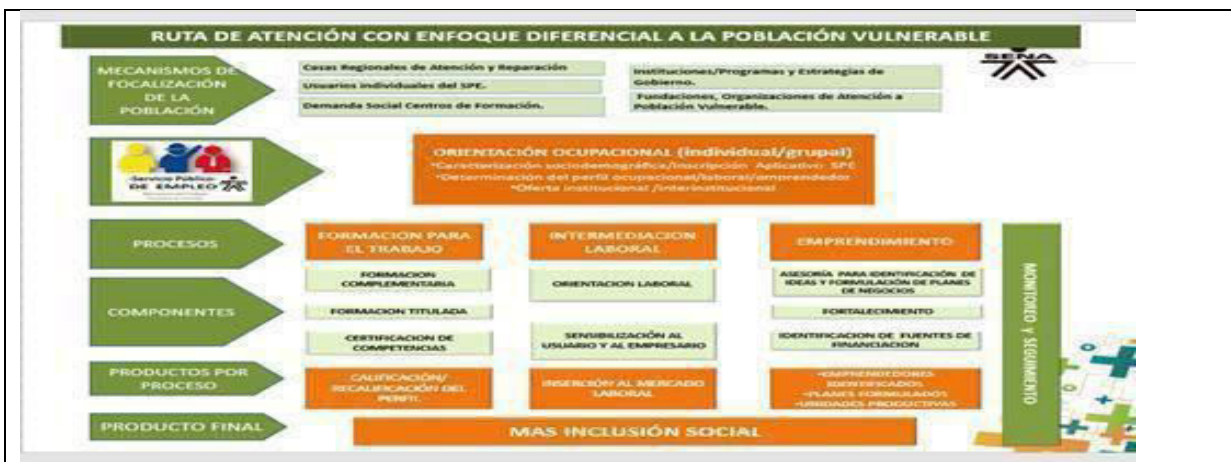 RUTA DE ATENCIÓN CON ENFOQUE DIFERENCIAL A LA POBLACIÓN VULNERABLE
SENA
MECANISMOS DE
FOCALIZACIÓN
DE LA
POBLACIÓN
Casas Regionales de Atención y Reparación
Usuarios individuales del SPE.
Demanda Social Centros de Formación.
Instituciones/Programas y Estrategias de
Gobierno.
Fundaciones, Organizaciones de Atención a
Población Vulnerable.
Servicio Público
DE EMPLEO
ORIENTACIÓN OCUPACIONAL (individual/grupal)
•Caracterización sociodemográfica/inscripción Aplicativo SPE
•Determinación del perfil ocupacional/laboral/emprendedor
•Oferta institucional /interinstitucional
PROCESOS
FORMACION PARA
EL TRABAJO
INTERMEDIACION
LABORAL
EMPRENDIMIENTO
COMPONENTES
FORMACION
COMPLEMENTARIA
FORMACION TITULADA
CERTIFICACION DE
COMPETENCIAS
ORIENTACION LABORAL
SENSIBILIZACIÓN AL
USUARIO Y AL EMPRESARIO
ASESORÍA PARA IDENTIFICACIÓN DE
IDEAS Y FORMULACIÓN DE PLANES
DE NEGOCIOS
FORTALECIMIENTO
IDENTIFICACION DE FUENTES DE
FINANCIACION
PRODUCTOS POR
PROCESO
CALIFICACIÓN/
RECALIFICACIÓN DEL
PERFIL
INSERCIÓN AL MERCADO
LABORAL
•EMPRENDEDORES
IDENTIFICADOS
•PLANES FORMULADOS
•UNIDADES PRODUCTIVAS
PRODUCTO FINAL
MAS INCLUSIÓN SOCIAL
MONITOREO y SEGUIMIENTO